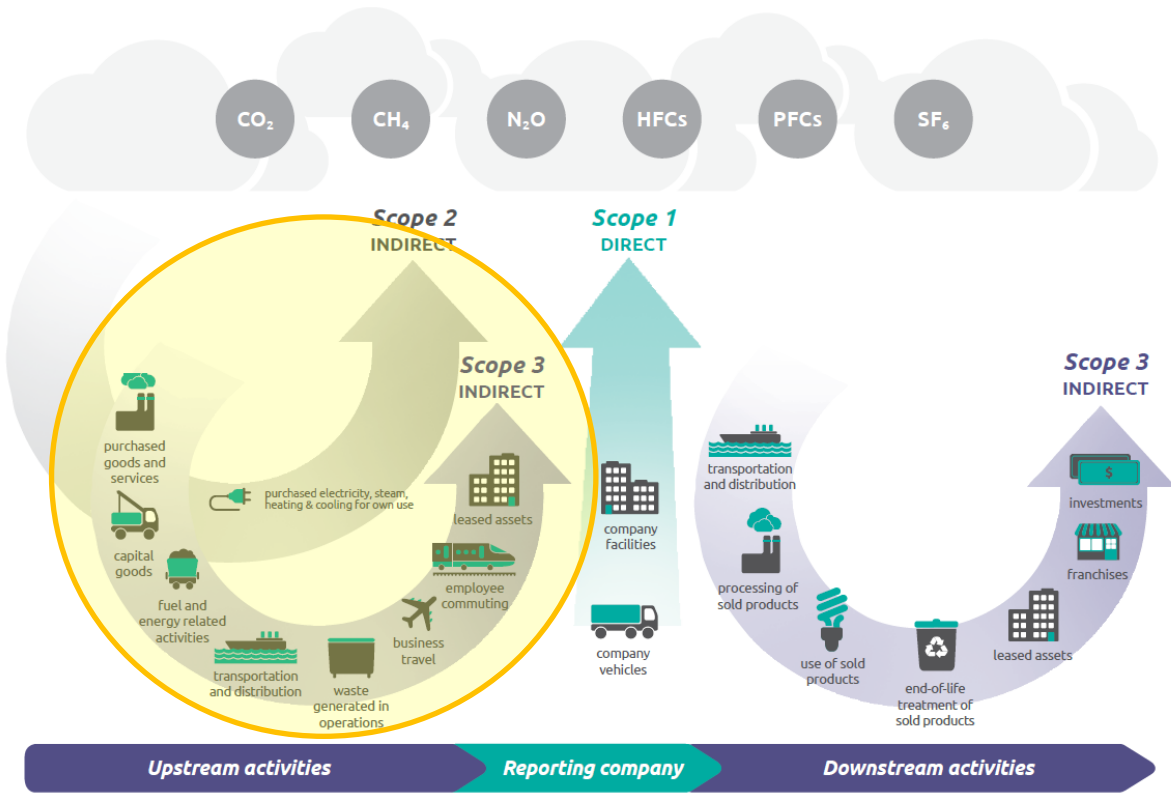 CO₂
CH₄
N₂O
HFCs
PFCs
SF₆
Scope 2
INDIRECT
Scope 1
DIRECT
Scope 3
INDIRECT
Scope 3
INDIRECT
purchased
goods and
services
capital
goods
fuel and
energy related
activities
purchased electricity, steam,
heating & cooling for own use
transportation
and distribution
waste
generated in
operations
business
travel
employee
commuting
leased assets
company
facilities
company
vehicles
transportation
and distribution
processing of
sold products
use of sold
products
end-of-life
treatment of
sold products
leased assets
franchises
$
investments
Upstream activities
Reporting company
Downstream activities